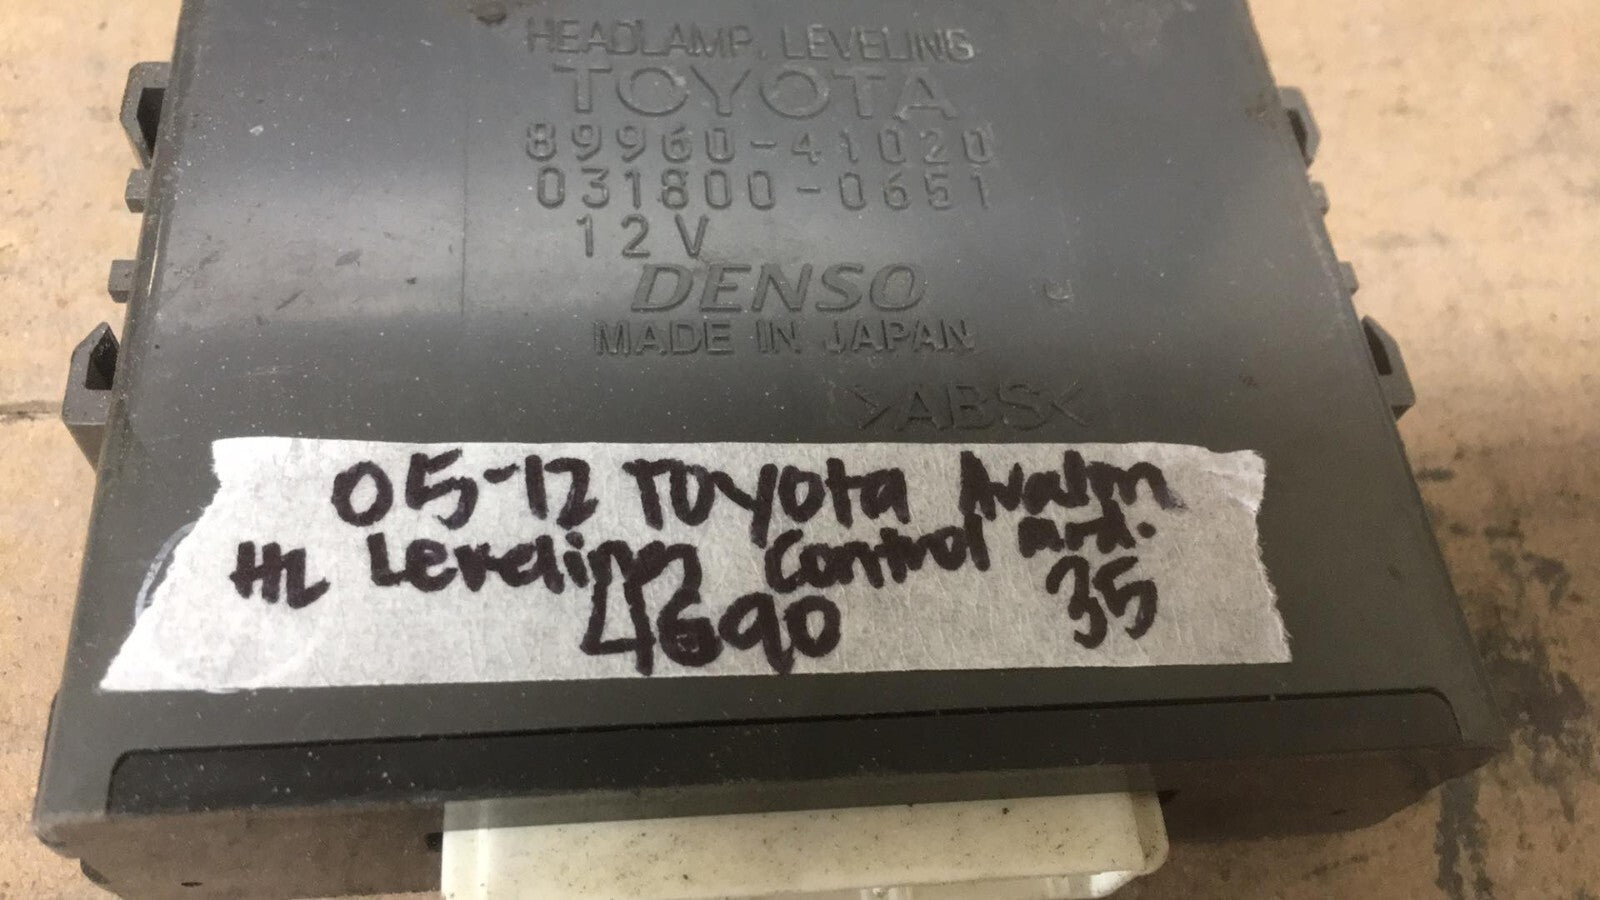 HEADLAMP, LEVELING
TOYOTA
89960-41020
031800-0651
12V
DENSO
MADE IN JAPAN
>ABS<
05-12 Toyota Avalon
HL Leveling Control Mod.
4690 35